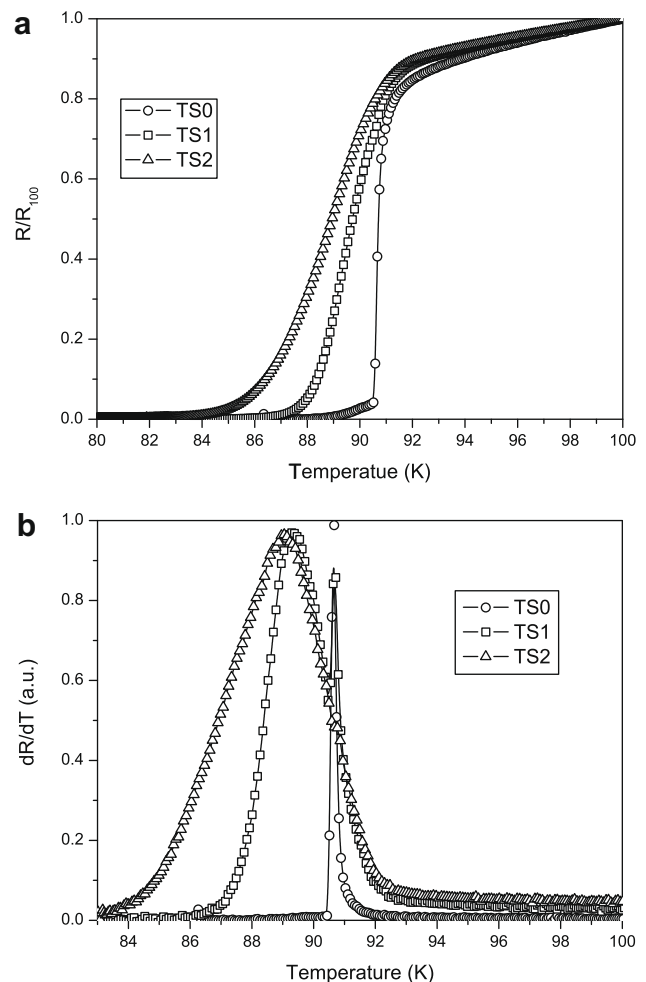 a
1.0
0.8
0.6
0.4
0.2
0.0
R/R100
TS0
TS1
TS2
80 82 84 86 88 90 92 94 96 98 100
Temperatue (K)
b
1.0
0.8
0.6
0.4
0.2
0.0
dR/dT (a.u.)
TS0
TS1
TS2
84 86 88 90 92 94 96 98 100
Temperature (K)